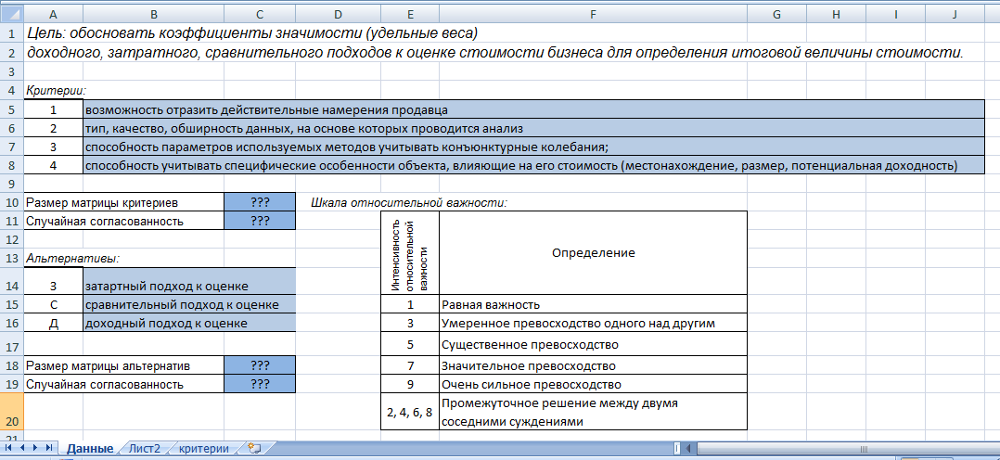 A B C D E F G H I J
1 Цель: обосновать коэффициенты значимости (удельные веса)
2 доходного, затратного, сравнительного подходов к оценке стоимости бизнеса для определения итоговой величины стоимости.
3
4 Критерии:
5 1 возможность отразить действительные намерения продавца
6 2 тип, качество, обширность данных, на основе которых проводится анализ
7 3 способность параметров используемых методов учитывать конъюнктурные колебания;
8 4 способность учитывать специфические особенности объекта, влияющие на его стоимость (местонахождение, размер, потенциальная доходность)
9
10 Размер матрицы критериев ??? Шкала относительной важности:
11 Случайная согласованность ???
12
Интенсивность относительной важности
Определение
13 Альтернативы:
14 З затартный подход к оценке
15 С сравнительный подход к оценке 1 Равная важность
16 Д доходный подход к оценке 3 Умеренное превосходство одного над другим
17 5 Существенное превосходство
18 Размер матрицы альтернатив ??? 7 Значительное превосходство
19 Случайная согласованность ??? 9 Очень сильное превосходство
20 2, 4, 6, 8 Промежуточное решение между двумя
соседними суждениями
21
Данные Лист2 критерии